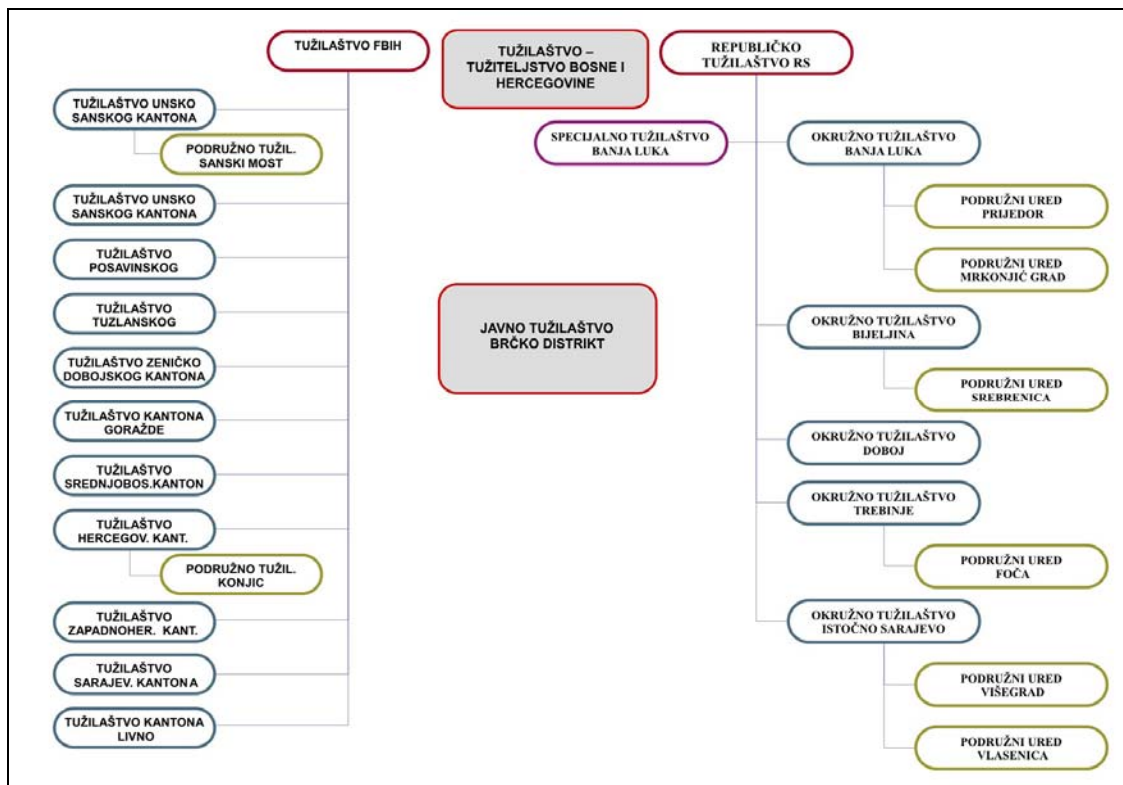 TUŽILAŠTVO FBIH
TUŽILAŠTVO –
TUŽITELJSTVO BOSNE I
HERCEGOVINE
REPUBLIČKO
TUŽILAŠTVO RS
TUŽILAŠTVO UNSKO
SANSKOG KANTONA
PODRUŽNO TUŽIL.
SANSKI MOST
TUŽILAŠTVO UNSKO
SANSKOG KANTONA
TUŽILAŠTVO
POSAVINSKOG
TUŽILAŠTVO
TUZLANSKOG
TUŽILAŠTVO ZENIČKO
DOBOJSKOG KANTONA
TUŽILAŠTVO KANTONA
GORAŽDE
TUŽILAŠTVO
SREDNJOBOS.KANTON
TUŽILAŠTVO
HERCEGOV. KANT.
PODRUŽNO TUŽIL.
KONJIC
TUŽILAŠTVO
ZAPADNOHER. KANT.
TUŽILAŠTVO
SARAJEV. KANTONA
TUŽILAŠTVO KANTONA
LIVNO
JAVNO TUŽILAŠTVO
BRČKO DISTRIKT
SPECIJALNO TUŽILAŠTVO
BANJA LUKA
OKRUŽNO TUŽILAŠTVO
BANJA LUKA
PODRUŽNI URED
PRIJEDOR
PODRUŽNI URED
MRKONJIĆ GRAD
OKRUŽNO TUŽILAŠTVO
BIJELJINA
PODRUŽNI URED
SREBRENICA
OKRUŽNO TUŽILAŠTVO
DOBOJ
OKRUŽNO TUŽILAŠTVO
TREBINJE
PODRUŽNI URED
FOČA
OKRUŽNO TUŽILAŠTVO
ISTOČNO SARAJEVO
PODRUŽNI URED
VIŠEGRAD
PODRUŽNI URED
VLASENICA